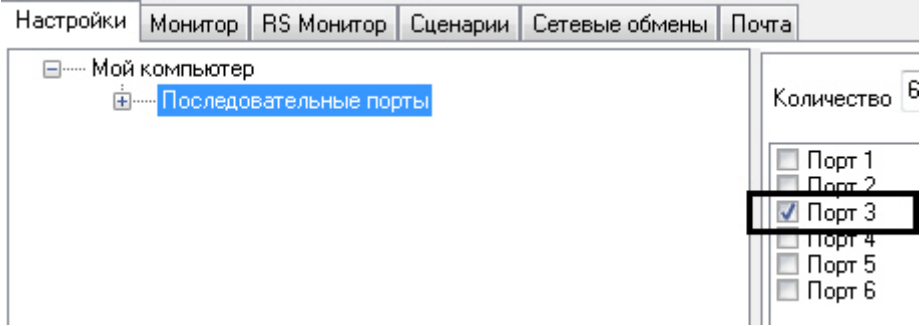 Настройки Монитор RS Монитор Сценарии Сетевые обмены Почта
Мой компьютер
Последовательные порты
Количество 6
Порт 1
Порт 2
Порт 3
Порт 4
Порт 5
Порт 6